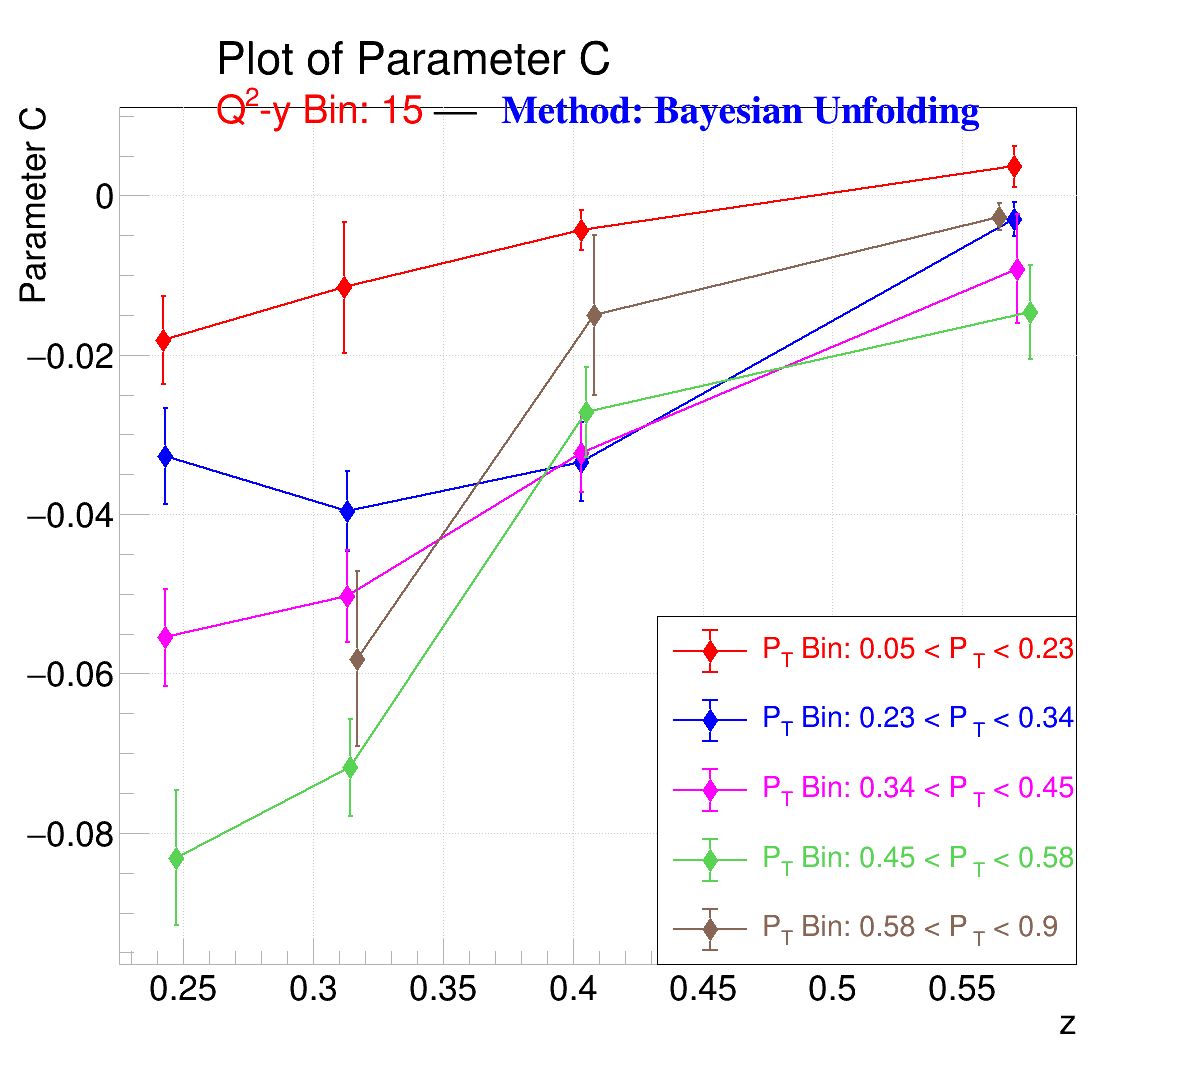 Plot of Parameter C
Q2-y Bin: 15 — Method: Bayesian Unfolding
Parameter C
0
−0.02
−0.04
−0.06
−0.08
PT Bin: 0.05 < PT < 0.23
PT Bin: 0.23 < PT < 0.34
PT Bin: 0.34 < PT < 0.45
PT Bin: 0.45 < PT < 0.58
PT Bin: 0.58 < PT < 0.9
0.25 0.3 0.35 0.4 0.45 0.5 0.55
z